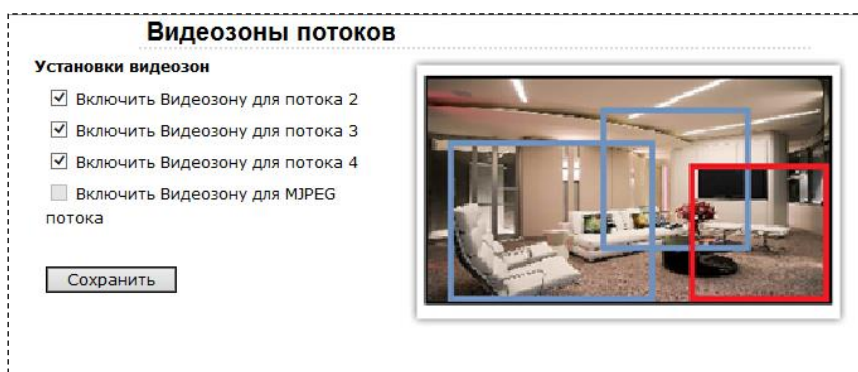 Видеозоны потоков
Установки видеозон
Включить Видеозону для потока 2
Включить Видеозону для потока 3
Включить Видеозону для потока 4
Включить Видеозону для MJPEG
потока
Сохранить